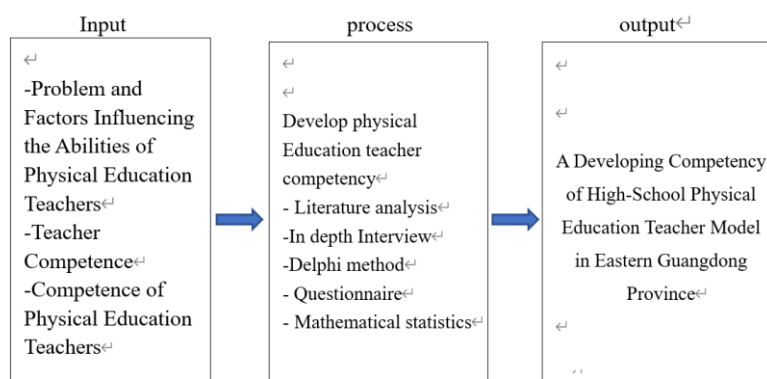 Input
-Problem and
Factors Influencing
the Abilities of
Physical Education
Teachers
-Teacher
Competence
-Competence of
Physical Education
Teachers
process
Develop physical
Education teacher
competency
- Literature analysis
-In depth Interview
-Delphi method
- Questionnaire
- Mathematical statistics
output
A Developing Competency
of High-School Physical
Education Teacher Model
in Eastern Guangdong
Province